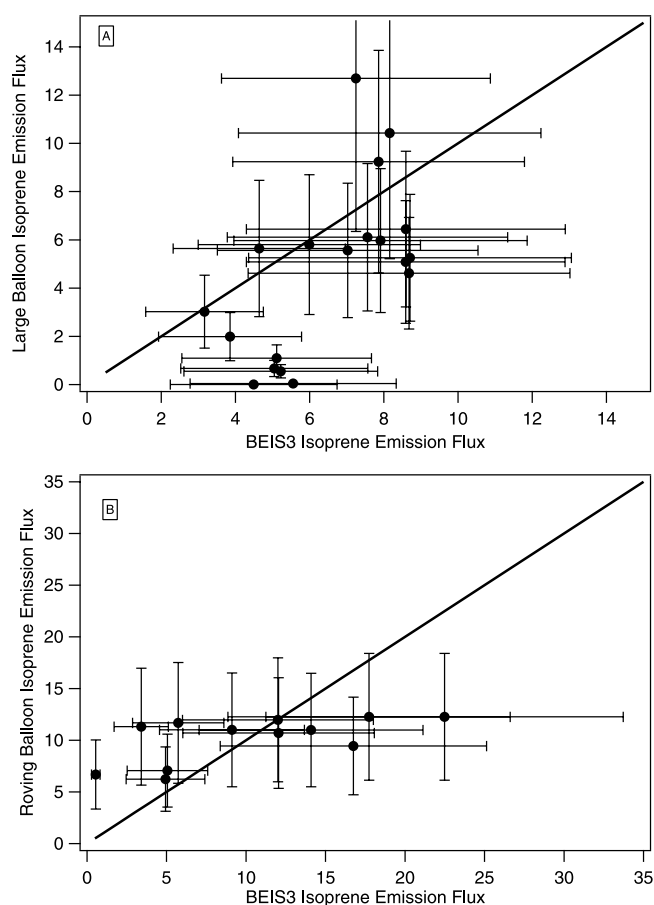 A
Large Balloon Isoprene Emission Flux
14
12
10
8
6
4
2
0
0 2 4 6 8 10 12 14
BEIS3 Isoprene Emission Flux
B
Roving Balloon Isoprene Emission Flux
35
30
25
20
15
10
5
0
0 5 10 15 20 25 30 35
BEIS3 Isoprene Emission Flux